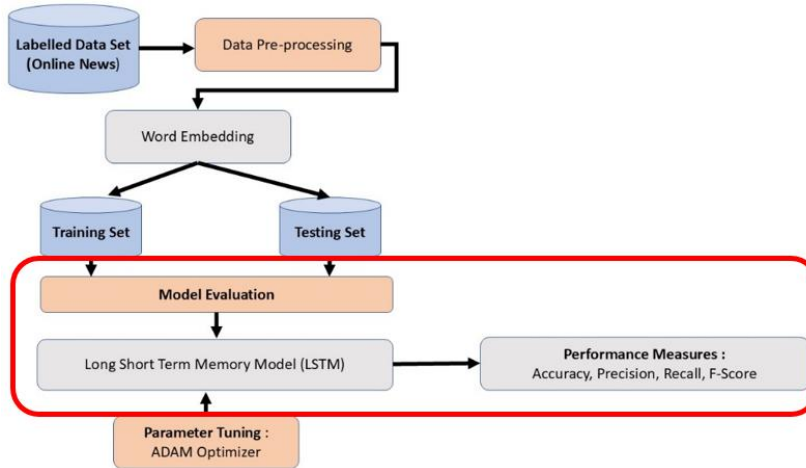 Labelled Data Set
(Online News)
Data Pre-processing
Word Embedding
Training Set
Testing Set
Model Evaluation
Long Short Term Memory Model (LSTM)
Performance Measures :
Accuracy, Precision, Recall, F-Score
Parameter Tuning :
ADAM Optimizer